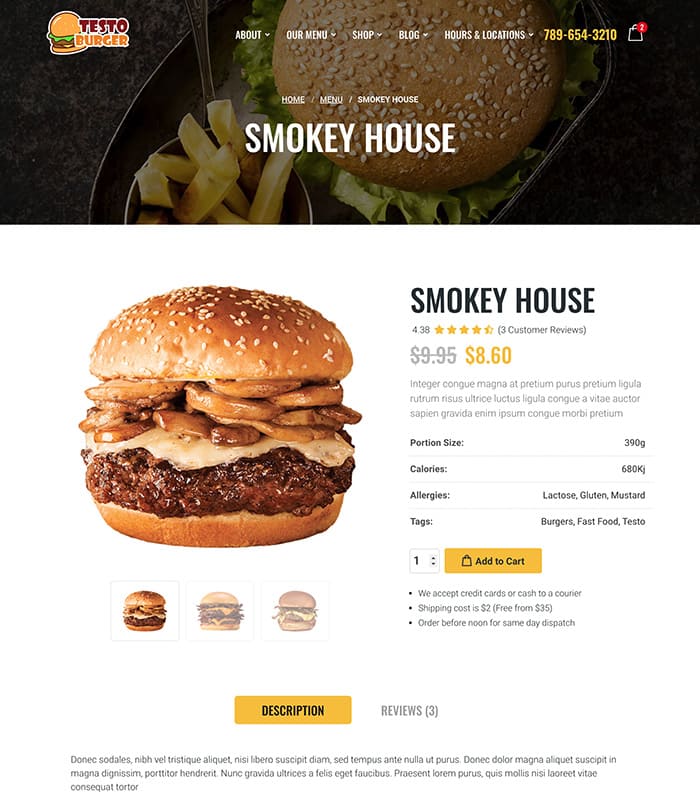 TESTO
BURGER
ABOUT OUR MENU SHOP BLOG HOURS & LOCATIONS 789-654-3210 2
HOME / MENU / SMOKEY HOUSE
SMOKEY HOUSE
SMOKEY HOUSE
4.38 (3 Customer Reviews)
$9.95 $8.60
Integer congue magna at pretium purus pretium ligula
rutrum risus ultrice luctus ligula congue a vitae auctor
sapien gravida enim ipsum congue morbi pretium
Portion Size: 390g
Calories: 680Kj
Allergies: Lactose, Gluten, Mustard
Tags: Burgers, Fast Food, Testo
1 Add to Cart
We accept credit cards or cash to a courier
Shipping cost is $2 (Free from $35)
Order before noon for same day dispatch
DESCRIPTION REVIEWS (3)
Donec sodales, nibh vel tristique aliquet, nisi libero suscipit diam, sed tempus ante nulla ut purus. Donec dolor magna aliquet suscipit in
magna dignissim, porttitor hendrerit. Nunc gravida ultrices a felis eget faucibus. Praesent lorem purus, quis mollis nisi laoreet vitae
consequat tortor